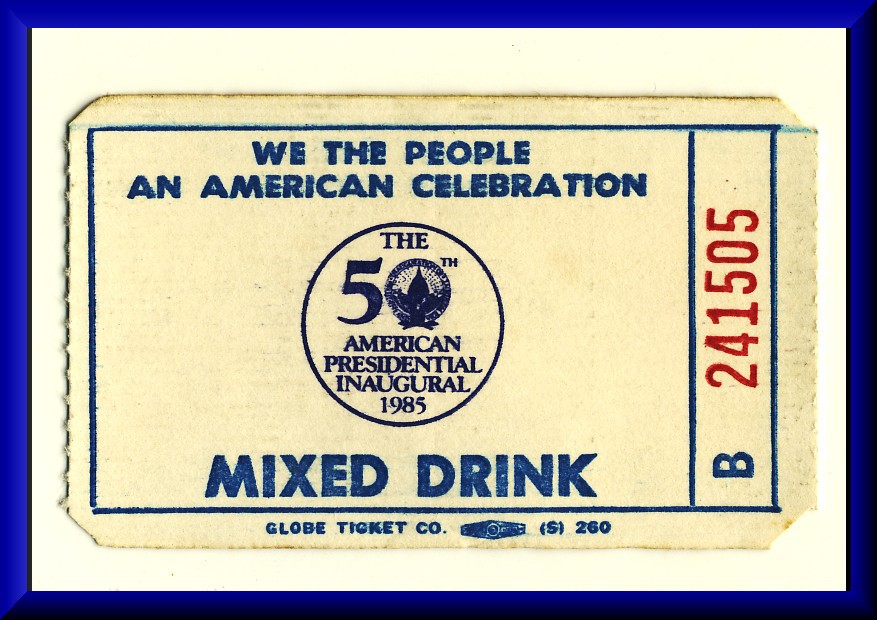 WE THE PEOPLE
AN AMERICAN CELEBRATION
THE
50TH
AMERICAN
PRESIDENTIAL
INAUGURAL
1985
MIXED DRINK
B 241505
GLOBE TICKET CO. (S) 260